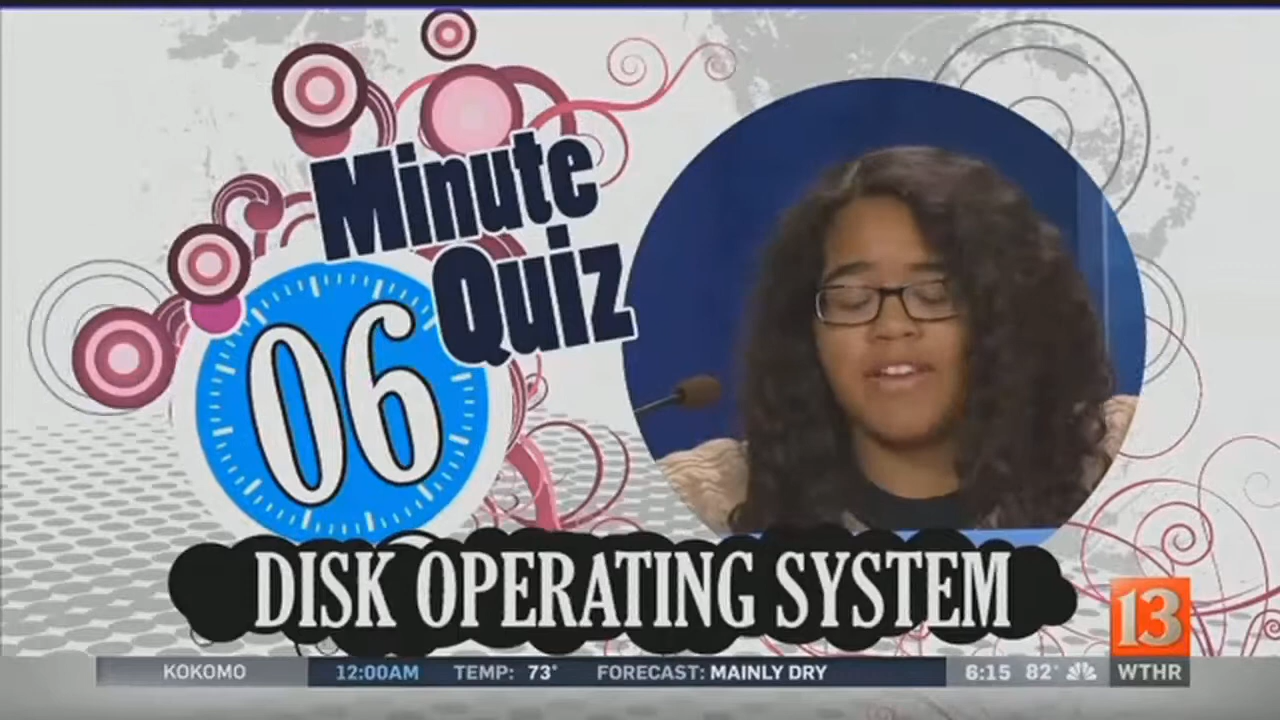 Minute
Quiz
06
DISK OPERATING SYSTEM
13
KOKOMO 12:00AM TEMP: 73° FORECAST: MAINLY DRY 6:15 82° WTHR